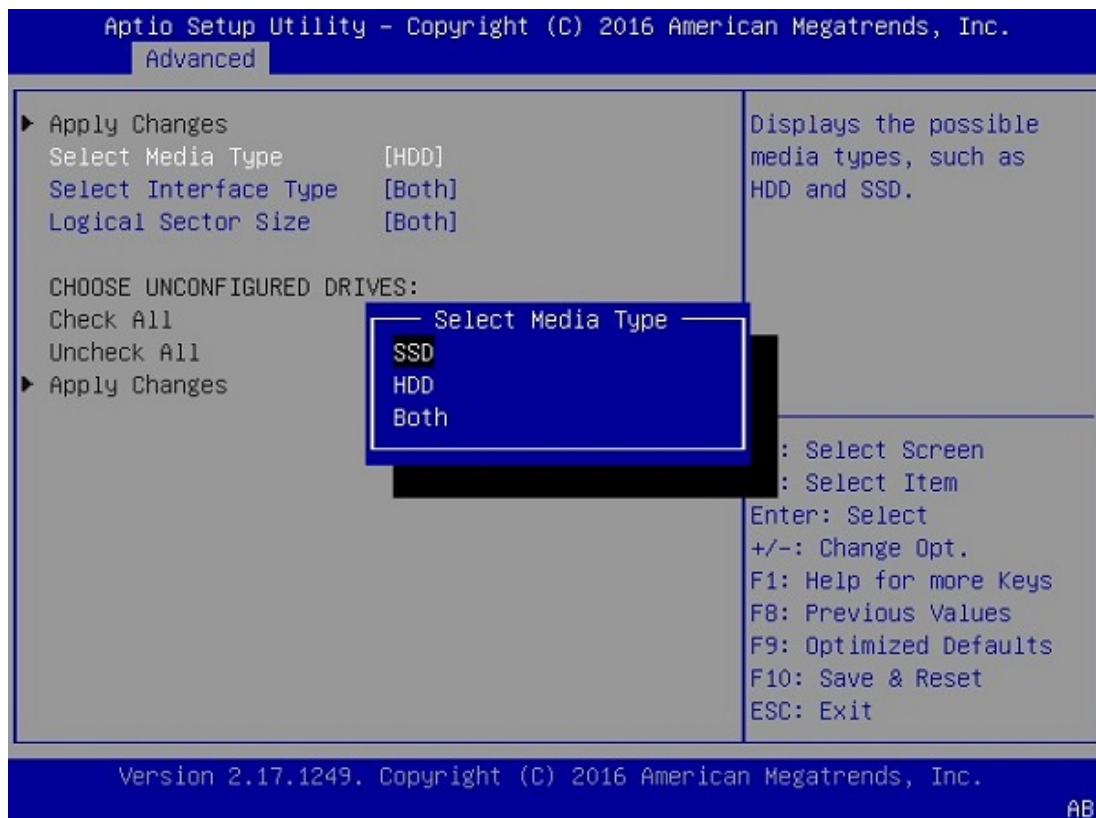 Aptio Setup Utility – Copyright (C) 2016 American Megatrends, Inc.
Advanced
Apply Changes
Select Media Type [HDD]
Select Interface Type [Both]
Logical Sector Size [Both]
CHOOSE UNCONFIGURED DRIVES:
Check All
Uncheck All
Apply Changes
Select Media Type
SSD
HDD
Both
Displays the possible
media types, such as
HDD and SSD.
: Select Screen
: Select Item
Enter: Select
+/-: Change Opt.
F1: Help for more Keys
F8: Previous Values
F9: Optimized Defaults
F10: Save & Reset
ESC: Exit
Version 2.17.1249. Copyright (C) 2016 American Megatrends, Inc.
AB